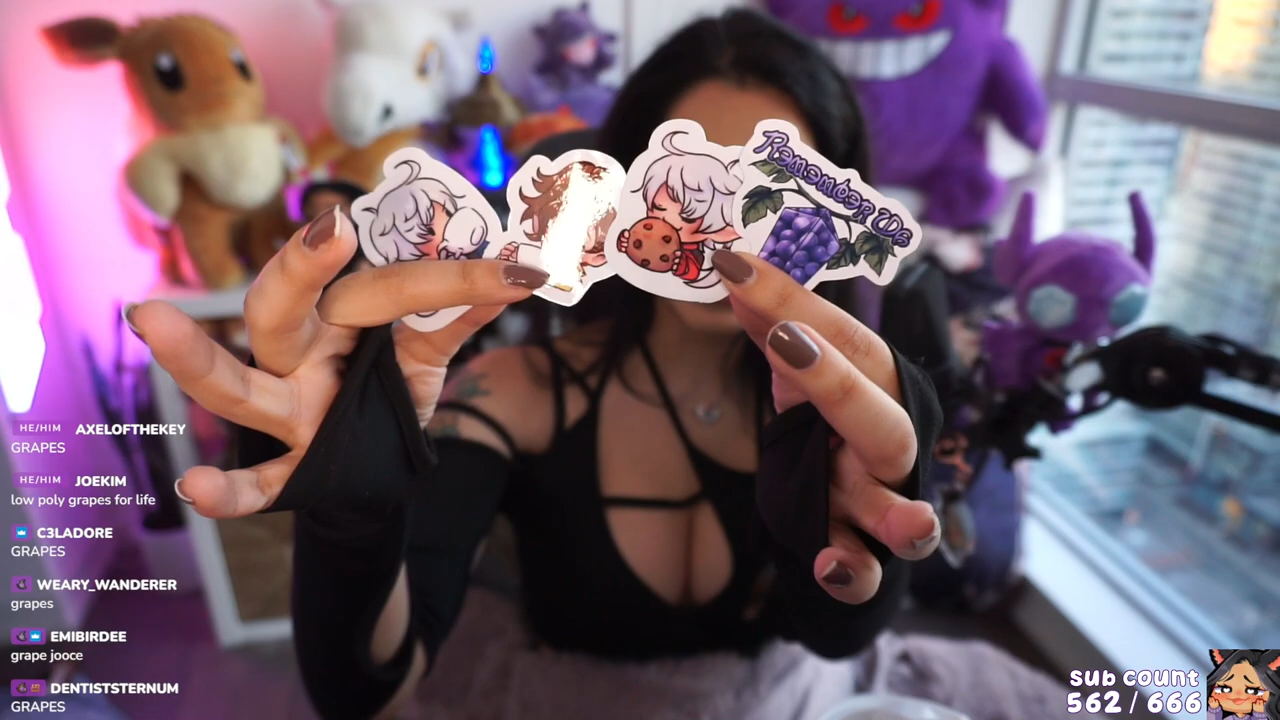 Remember Us
HE/HIM AXELOFTHEKEY
GRAPES
HE/HIM JOEKIM
low poly grapes for life
C3LADORE
GRAPES
WEARY_WANDERER
grapes
EMIBIRDEE
grape jooce
DENTISTSTERNUM
GRAPES
sub count
562 / 666